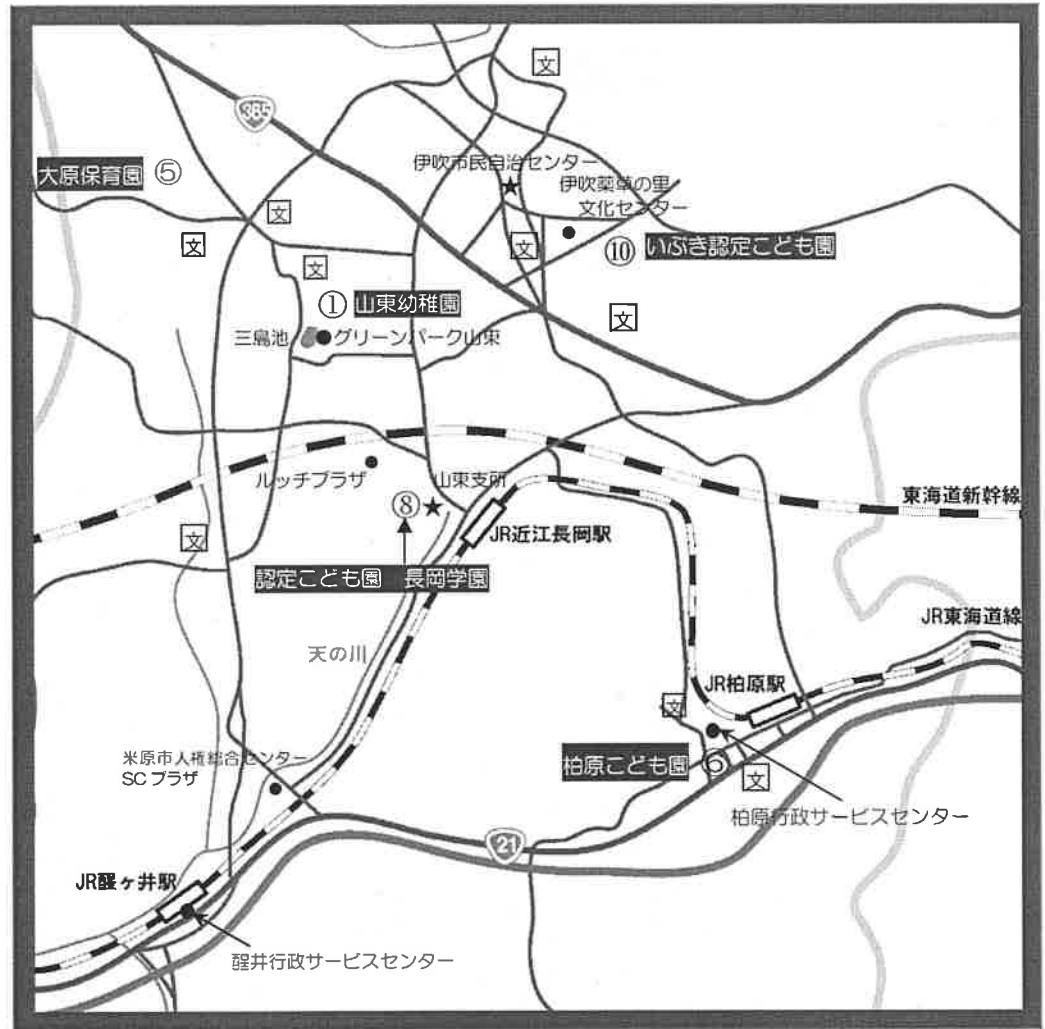 文
365
伊吹市民自治センター
大原保育園 ⑤
伊吹薬草の里
文化センター
文
文
文
⑩ いぶき認定こども園
文
① 山東幼稚園
文
三島池
グリーンパーク山東
ルッチプラザ
山東支所
東海道新幹線
⑧
文
JR近江長岡駅
認定こども園 長岡学園
JR東海道線
天の川
JR柏原駅
文
米原市人権総合センター
SCプラザ
柏原こども園 ⑥
文
柏原行政サービスセンター
21
JR醒ヶ井駅
醒井行政サービスセンター